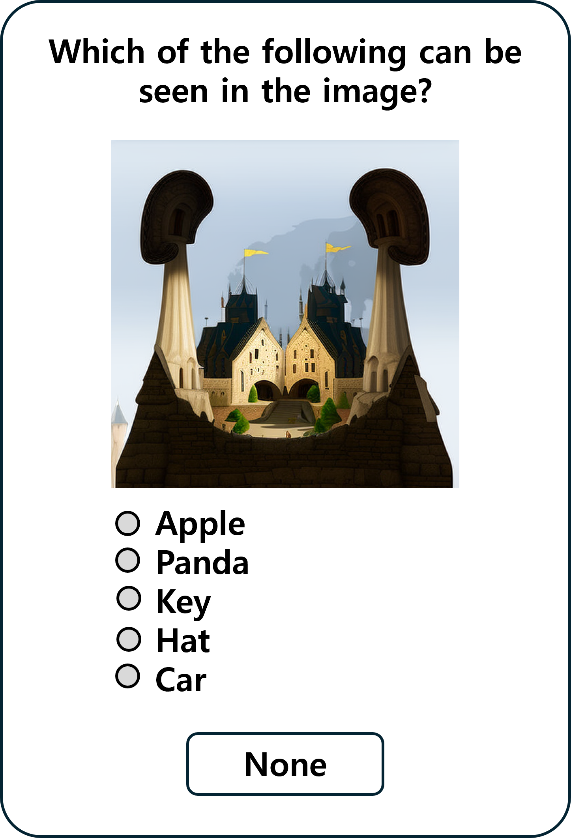 Which of the following can be
seen in the image?
Apple
Panda
Key
Hat
Car
None